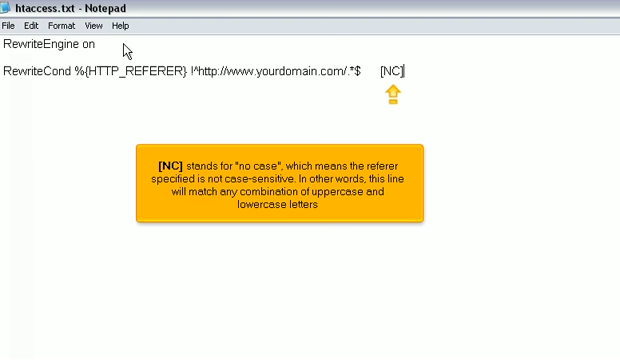 htaccess.txt - Notepad
File Edit Format View Help
RewriteEngine on
RewriteCond %{HTTP_REFERER} !^http://www.yourdomain.com/.*$ [NC]
[NC] stands for "no case", which means the referer
specified is not case-sensitive. In other words, this line
will match any combination of uppercase and
lowercase letters